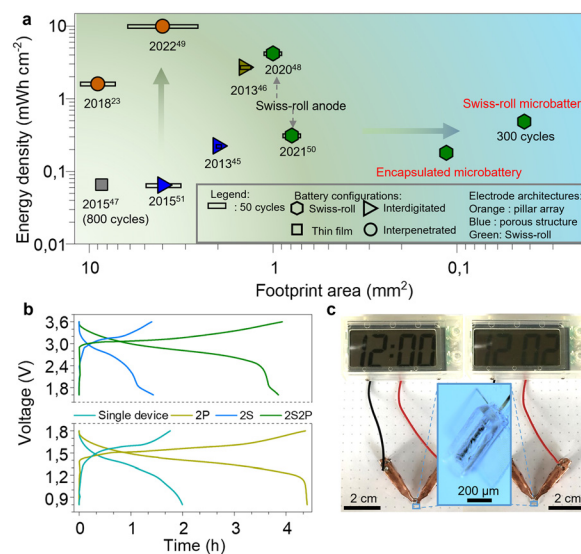 a
Energy density (mWh cm-2)
10
1
0,1
0,01
2022⁴⁹
2018²³
2013⁴⁶
2020⁴⁸
Swiss-roll anode
2013⁴⁵
2021⁵⁰
2015⁴⁷
(800 cycles)
2015⁵¹
Swiss-roll microbatter
300 cycles
Encapsulated microbattery
Legend:
: 50 cycles
Battery configurations:
Swiss-roll
Interdigitated
Thin film
Interpenetrated
Electrode architectures:
Orange : pillar array
Blue : porous structure
Green: Swiss-roll
10
1
0,1
Footprint area (mm²)
b
Voltage (V)
3,6
3,0
2,4
1,8
Single device
2P
2S
2S2P
1,8
1,5
1,2
0,9
0
1
2
3
4
Time (h)
c
12:00
12:02
200 µm
2 cm
2 cm